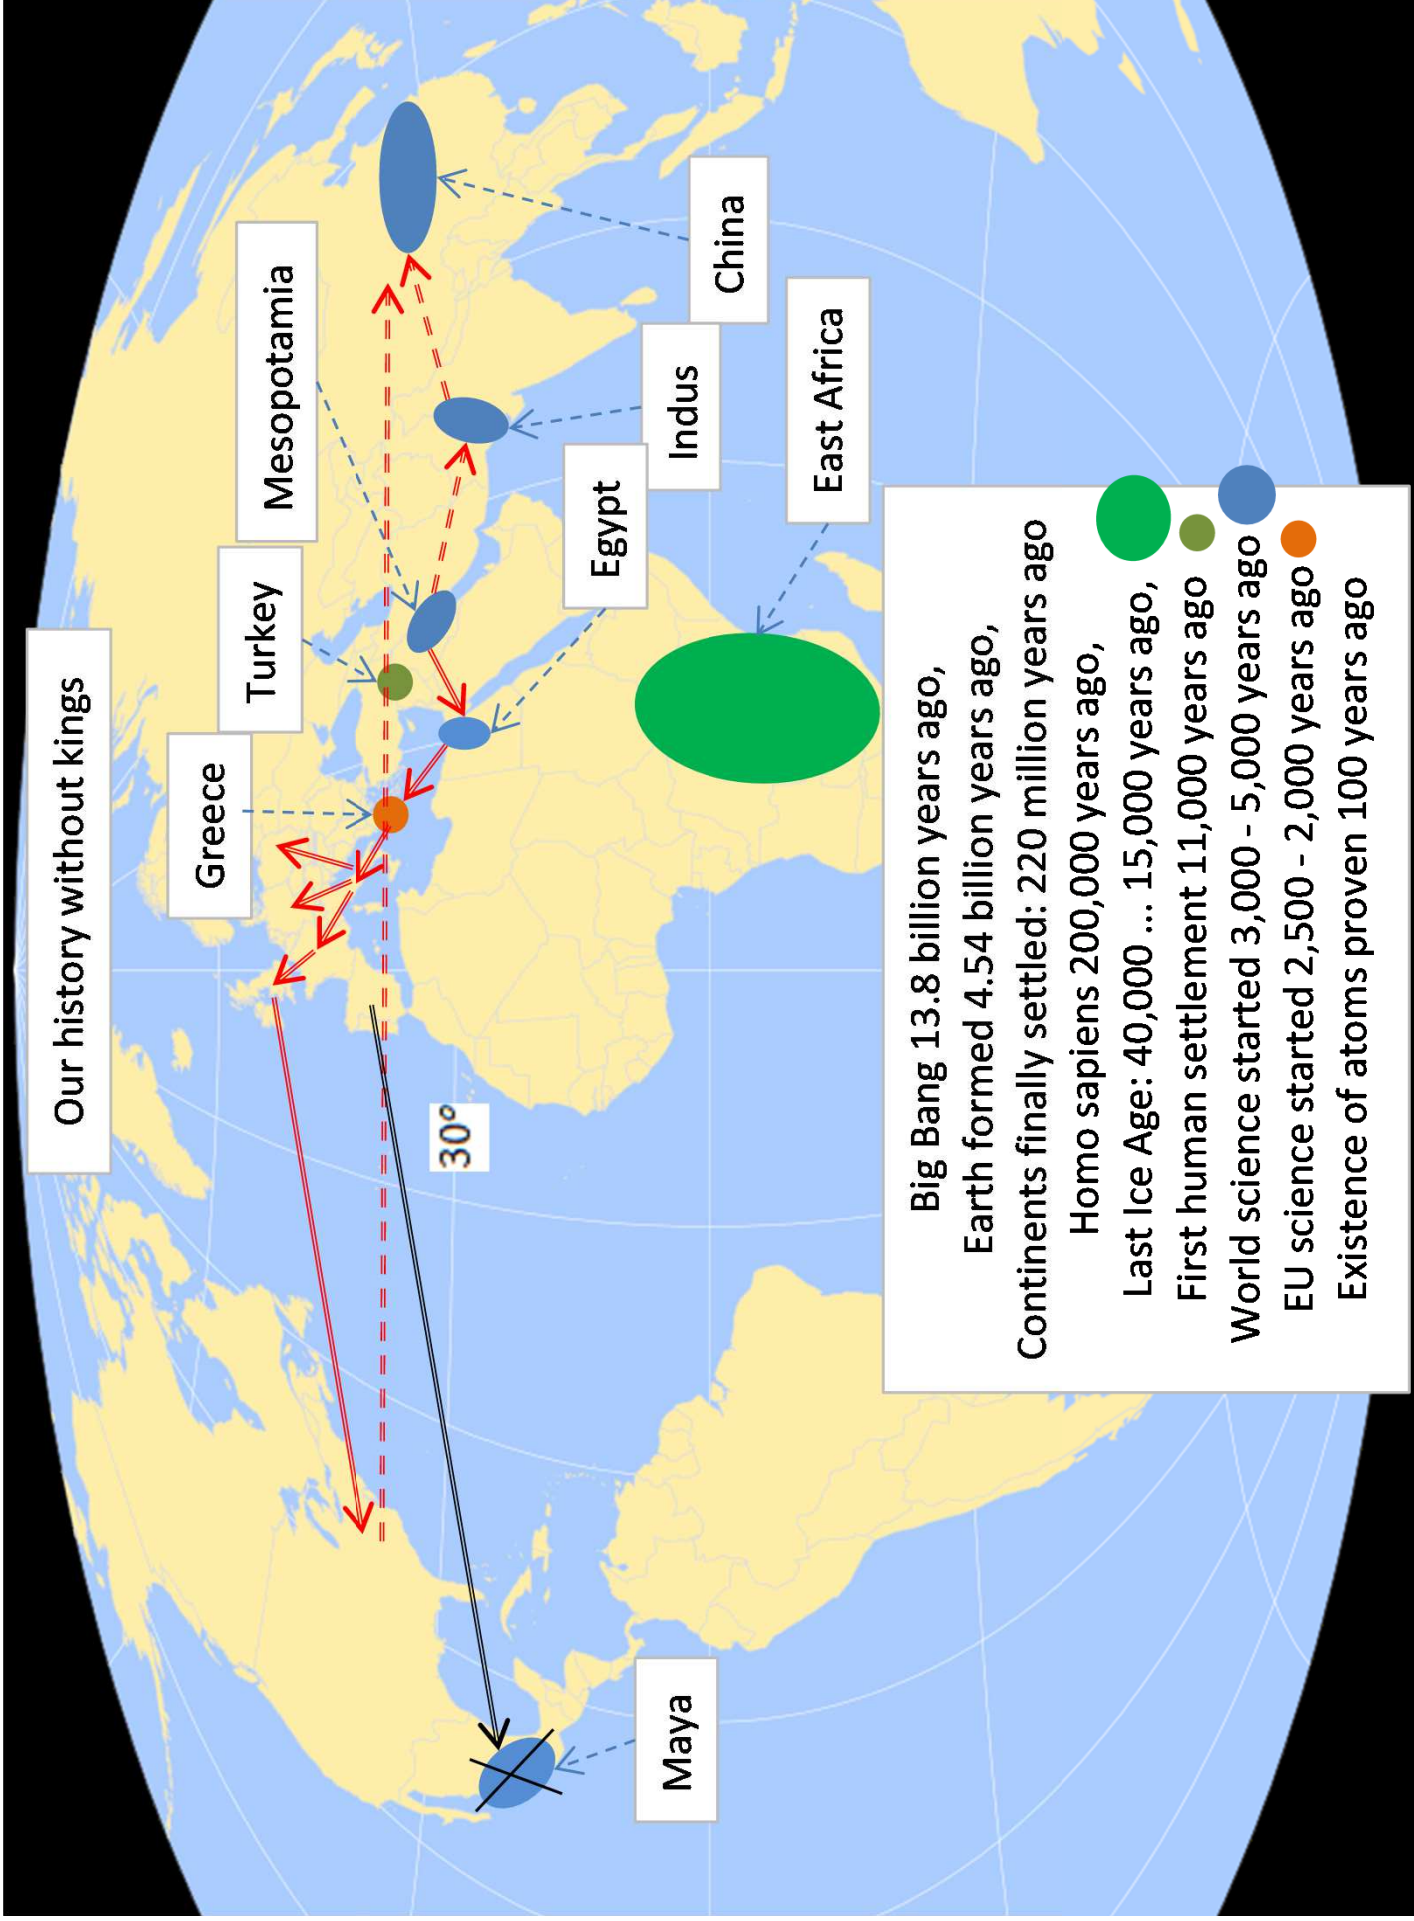 Our history without kings
Greece
Turkey
Mesopotamia
Egypt
Indus
China
East Africa
30°
Maya
Big Bang 13.8 billion years ago,
Earth formed 4.54 billion years ago,
Continents finally settled: 220 million years ago
Homo sapiens 200,000 years ago,
Last Ice Age: 40,000 ... 15,000 years ago,
First human settlement 11,000 years ago
World science started 3,000 - 5,000 years ago
EU science started 2,500 - 2,000 years ago
Existence of atoms proven 100 years ago